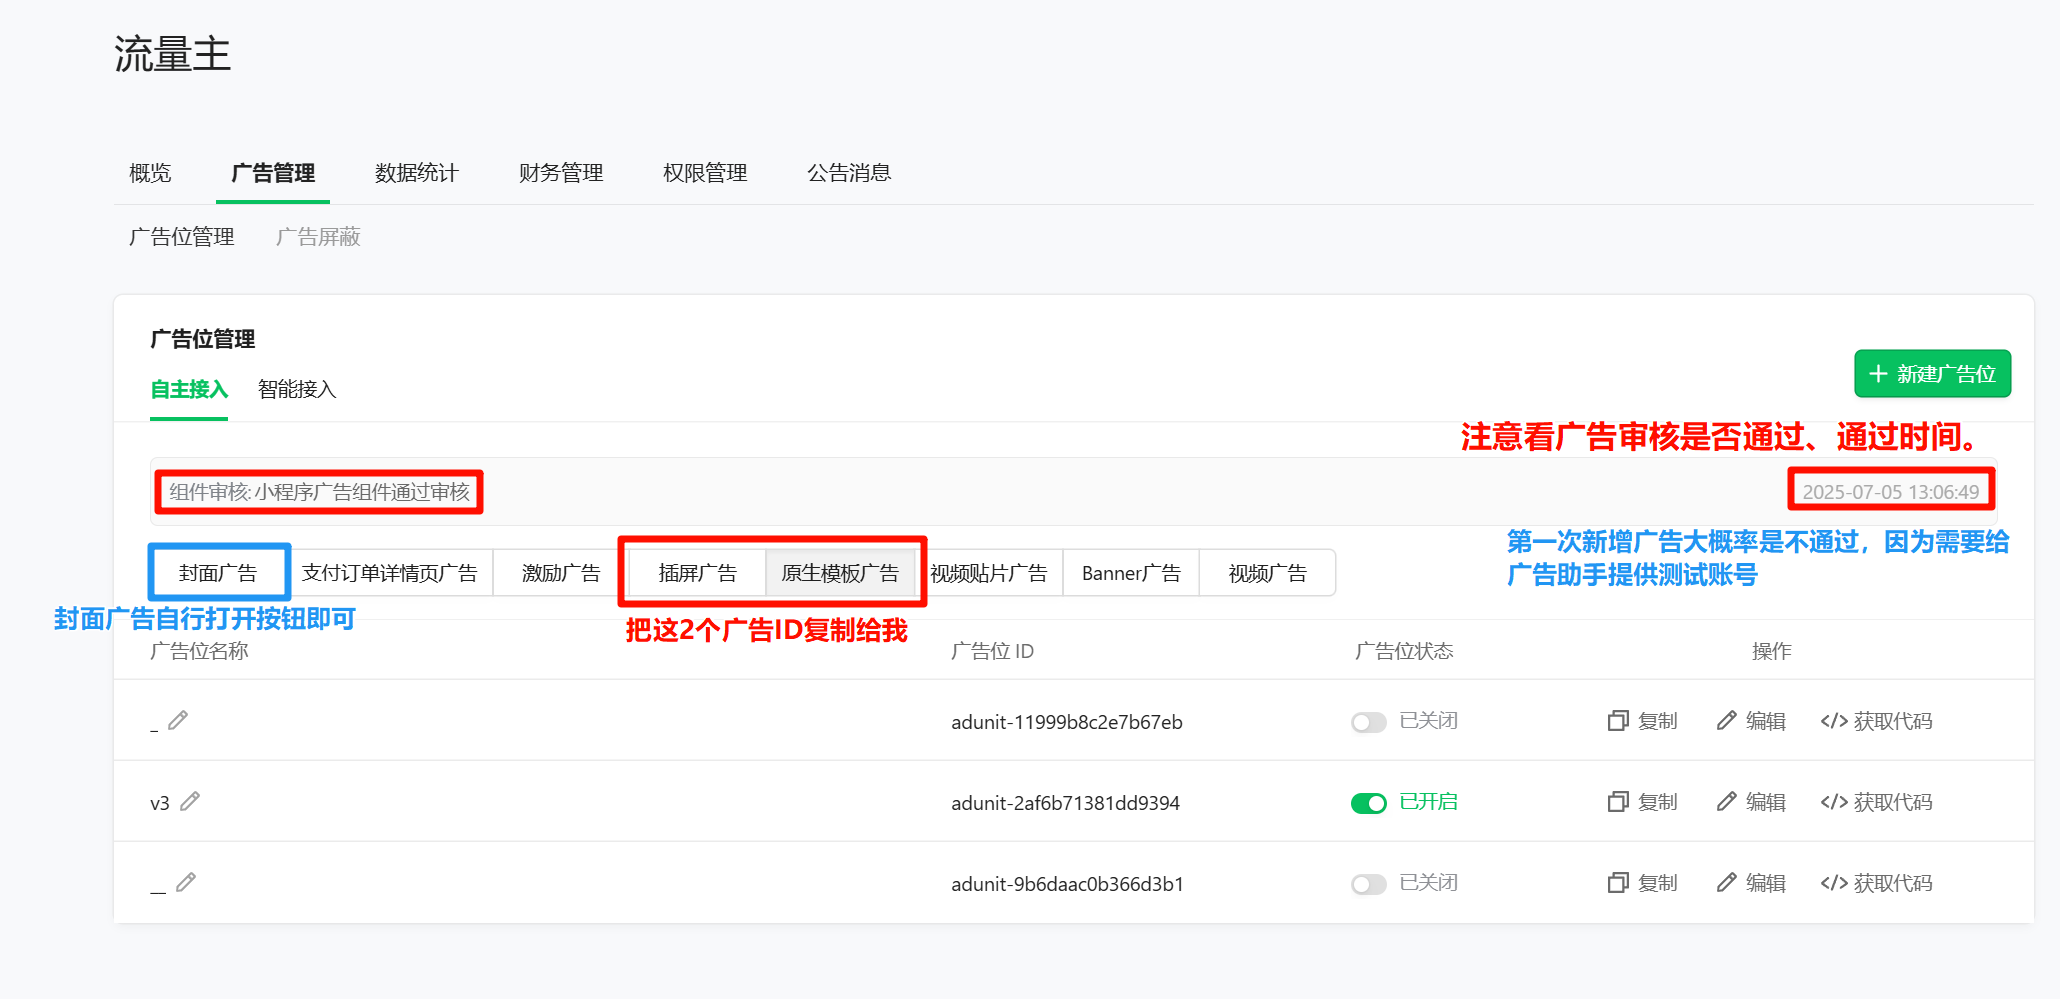 流量主
概览 广告管理 数据统计 财务管理 权限管理 公告消息
广告位管理 广告屏蔽
广告位管理
自主接入 智能接入
+ 新建广告位
注意看广告审核是否通过、通过时间。
组件审核: 小程序广告组件通过审核 2025-07-05 13:06:49
第一次新增广告大概率是不通过，因为需要给
广告助手提供测试账号
封面广告 支付订单详情页广告 激励广告 插屏广告 原生模板广告 视频贴片广告 Banner广告 视频广告
封面广告自行打开按钮即可
把这2个广告ID复制给我
广告位名称 广告位 ID 广告位状态 操作
_ adunit-11999b8c2e7b67eb 已关闭 复制 编辑 </> 获取代码
v3 adunit-2af6b71381dd9394 已开启 复制 编辑 </> 获取代码
__ adunit-9b6daac0b366d3b1 已关闭 复制 编辑 </> 获取代码